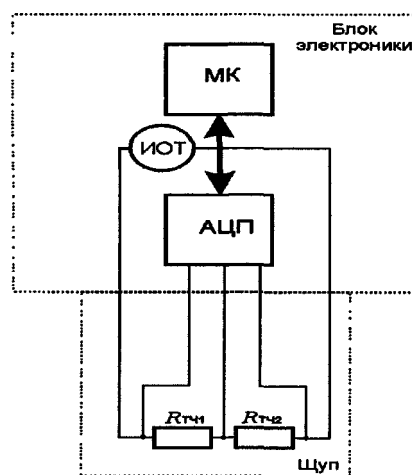 Блок
электроники
МК
ИОТ
АЦП
Rтч1
Rтч2
Щуп